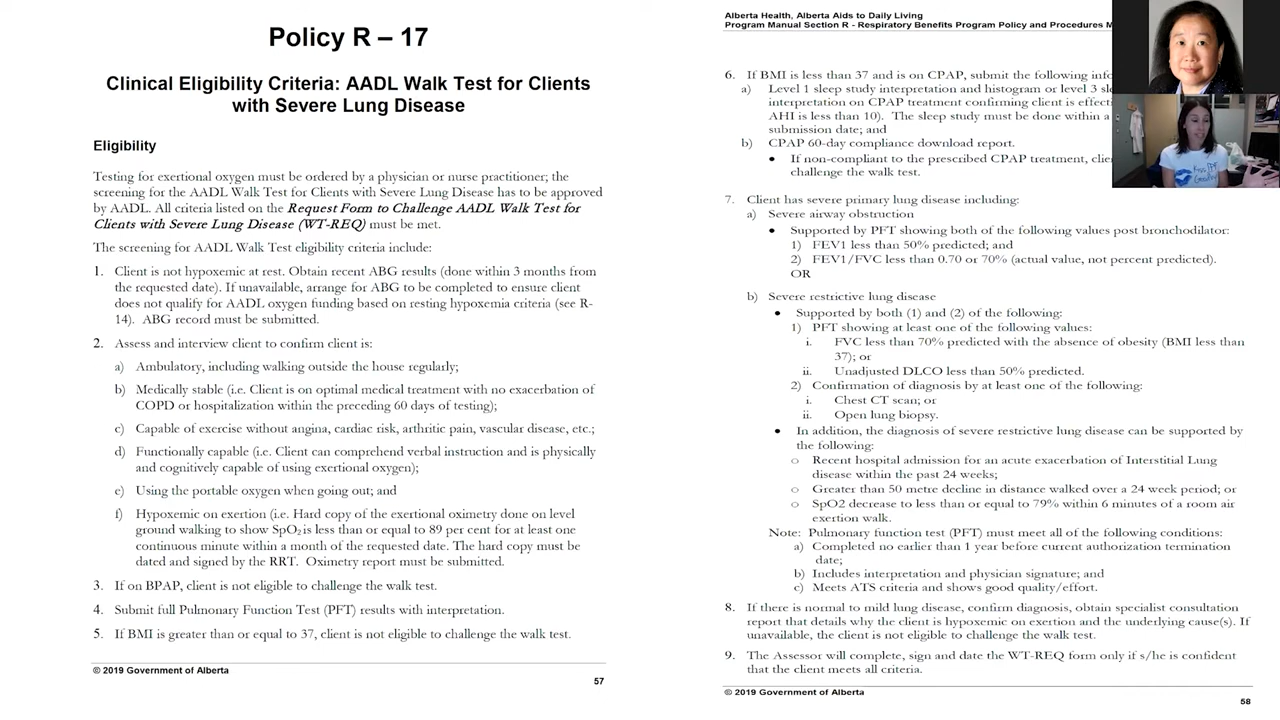 Policy R – 17
Clinical Eligibility Criteria: AADL Walk Test for Clients
with Severe Lung Disease
Eligibility
Testing for exertional oxygen must be ordered by a physician or nurse practitioner; the
screening for the AADL Walk Test for Clients with Severe Lung Disease has to be approved
by AADL. All criteria listed on the Request Form to Challenge AADL Walk Test for
Clients with Severe Lung Disease (WT-REQ) must be met.
The screening for AADL Walk Test eligibility criteria include:
1. Client is not hypoxemic at rest. Obtain recent ABG results (done within 3 months from
the requested date). If unavailable, arrange for ABG to be completed to ensure client
does not qualify for AADL oxygen funding based on resting hypoxemia criteria (see R-
14). ABG record must be submitted.
2. Assess and interview client to confirm client is:
a) Ambulatory, including walking outside the house regularly;
b) Medically stable (i.e. Client is on optimal medical treatment with no exacerbation of
COPD or hospitalization within the preceding 60 days of testing);
c) Capable of exercise without angina, cardiac risk, arthritic pain, vascular disease, etc.;
d) Functionally capable (i.e. Client can comprehend verbal instruction and is physically
and cognitively capable of using exertional oxygen);
e) Using the portable oxygen when going out; and
f) Hypoxemic on exertion (i.e. Hard copy of the exertional oximetry done on level
ground walking to show SpO2 is less than or equal to 89 per cent for at least one
continuous minute within a month of the requested date. The hard copy must be
dated and signed by the RRT. Oximetry report must be submitted.
3. If on BPAP, client is not eligible to challenge the walk test.
4. Submit full Pulmonary Function Test (PFT) results with interpretation.
5. If BMI is greater than or equal to 37, client is not eligible to challenge the walk test.
© 2019 Government of Alberta
57
Alberta Health, Alberta Aids to Daily Living
Program Manual Section R - Respiratory Benefits Program Policy and Procedures
6. If BMI is less than 37 and is on CPAP, submit the following
a) Level 1 sleep study interpretation and histogram or level 3
interpretation on CPAP treatment confirming client is
AHI is less than 10). The sleep study must be done within a
submission date; and
b) CPAP 60-day compliance download report.
• If non-compliant to the prescribed CPAP treatment,
challenge the walk test.
7. Client has severe primary lung disease including:
a) Severe airway obstruction
• Supported by PFT showing both of the following values post bronchodilator:
1) FEV1 less than 50% predicted; and
2) FEV1/FVC less than 0.70 or 70% (actual value, not percent predicted).
OR
b) Severe restrictive lung disease
• Supported by both (1) and (2) of the following:
1) PFT showing at least one of the following values:
i. FVC less than 70% predicted with the absence of obesity (BMI less than
37); or
ii. Unadjusted DLCO less than 50% predicted.
2) Confirmation of diagnosis by at least one of the following:
i. Chest CT scan; or
ii. Open lung biopsy.
• In addition, the diagnosis of severe restrictive lung disease can be supported by
the following:
o Recent hospital admission for an acute exacerbation of Interstitial Lung
disease within the past 24 weeks;
o Greater than 50 metre decline in distance walked over a 24 week period; or
o SpO2 decrease to less than or equal to 79% within 6 minutes of a room air
exertion walk.
Note: Pulmonary function test (PFT) must meet all of the following conditions:
a) Completed no earlier than 1 year before current authorization termination
date;
b) Includes interpretation and physician signature; and
c) Meets ATS criteria and shows good quality/effort.
8. If there is normal to mild lung disease, confirm diagnosis, obtain specialist consultation
report that details why the client is hypoxemic on exertion and the underlying cause(s). If
unavailable, the client is not eligible to challenge the walk test.
9. The Assessor will complete, sign and date the WT-REQ form only if s/he is confident
that the client meets all criteria.
© 2019 Government of Alberta
58